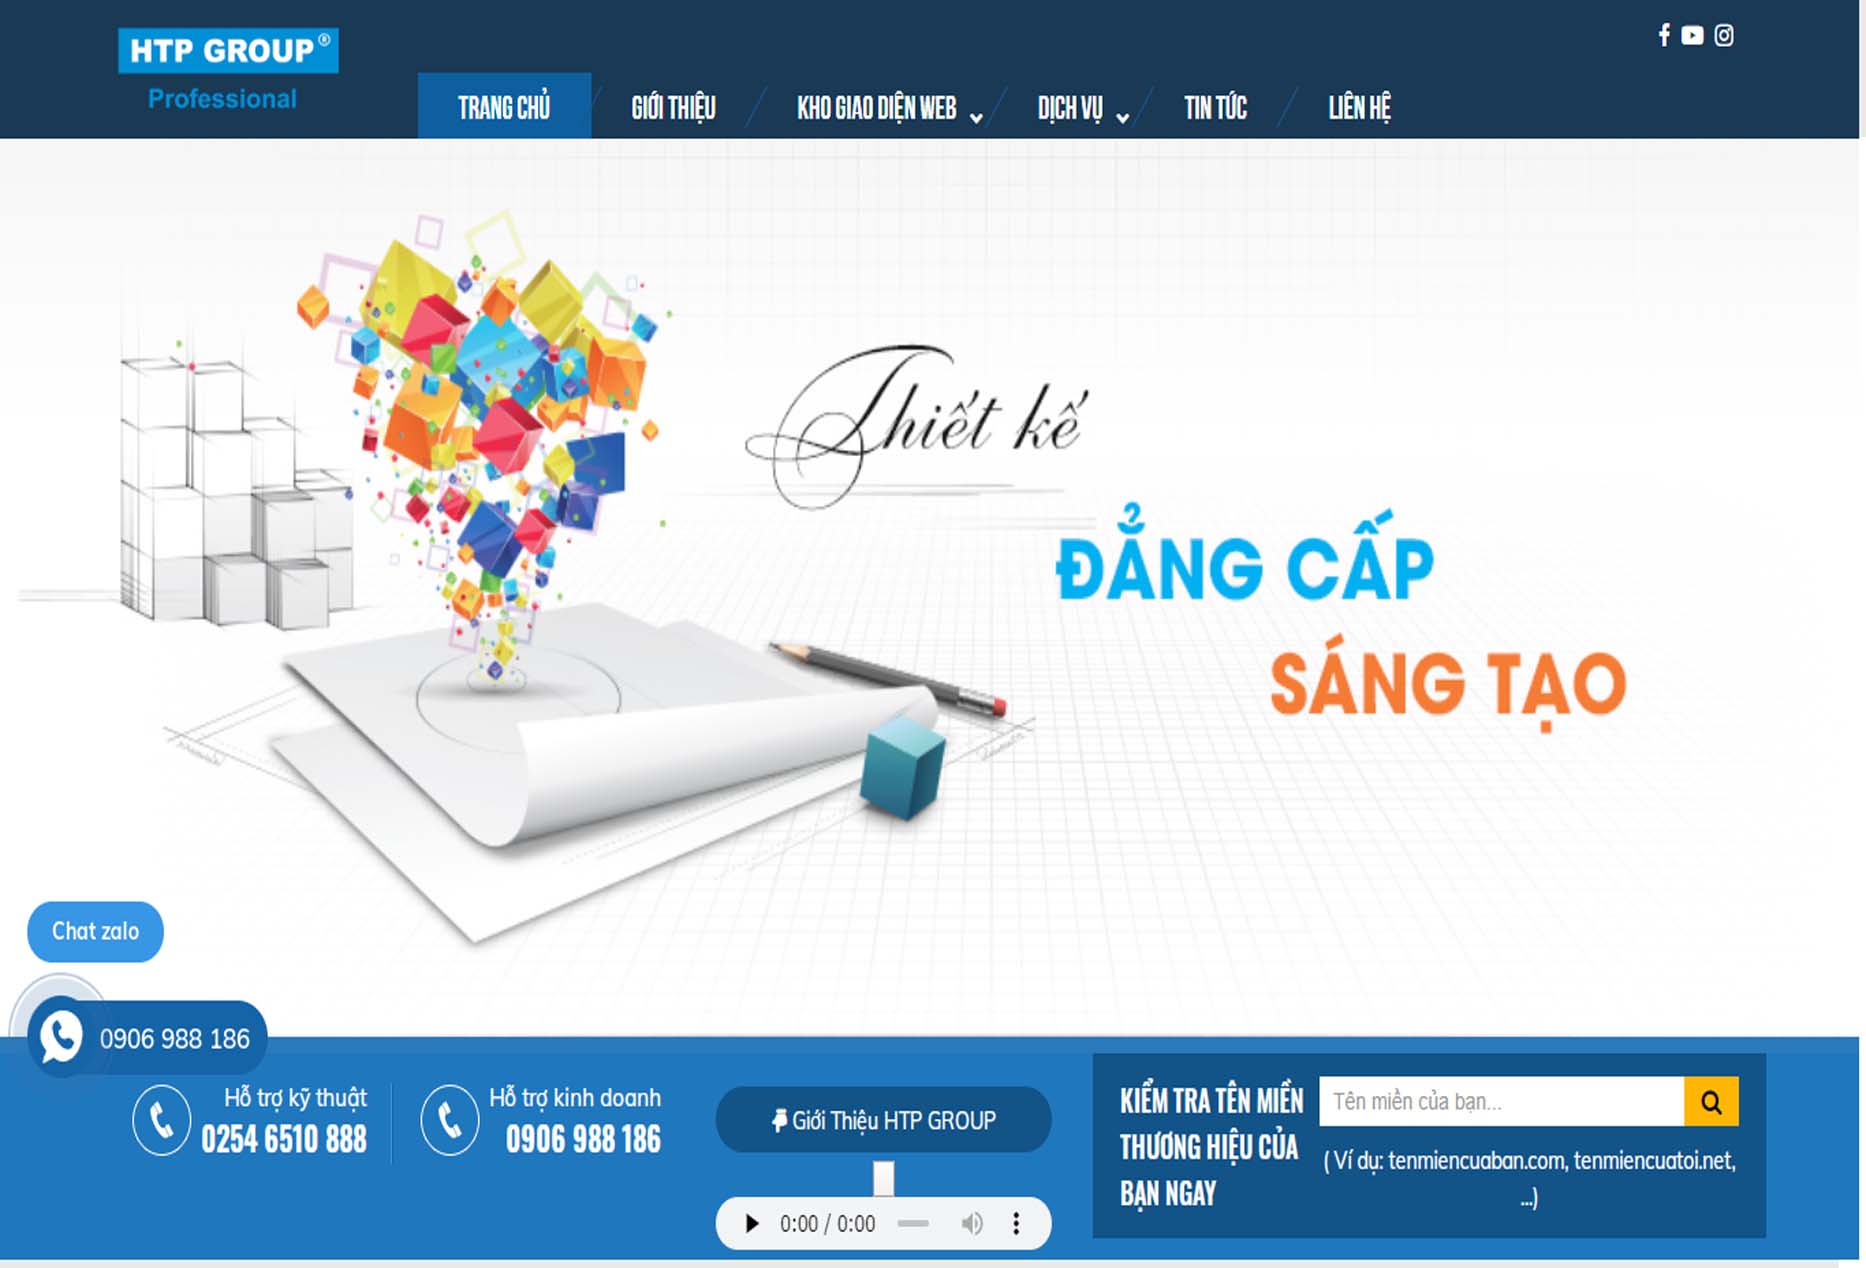 HTP GROUP®
Professional
TRANG CHỦ
GIỚI THIỆU
KHO GIAO DIỆN WEB
DỊCH VỤ
TIN TỨC
LIÊN HỆ
Thiết kế
ĐẲNG CẤP
SÁNG TẠO
Chat zalo
0906 988 186
Hỗ trợ kỹ thuật
0254 6510 888
Hỗ trợ kinh doanh
0906 988 186
Giới Thiệu HTP GROUP
0:00 / 0:00
KIỂM TRA TÊN MIỀN
THƯƠNG HIỆU CỦA
BẠN NGAY
Tên miền của bạn...
( Ví dụ: tenmiencuaban.com, tenmiencuatoi.net,
...)